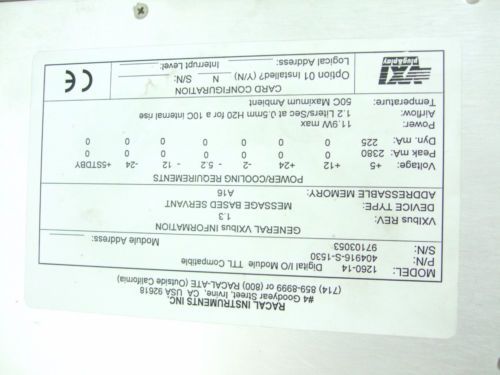 RACAL INSTRUMENTS INC.
#4 Goodyear Street, Irvine, CA USA 92618
(714) 859-8999 or (800) RACAL-ATE (Outside California)
MODEL: 1260-14 Digital I/O Module TTL Compatible
P/N: 404916-S-1530
S/N: 97103053 Module Address:
GENERAL VXIbus INFORMATION
VXIbus REV: 1.3
DEVICE TYPE: MESSAGE BASED SERVANT
ADDRESSABLE MEMORY: A16
POWER/COOLING REQUIREMENTS
Voltage: +5 +12 +24 -2 -5.2 -12 -24 +5STDBY
Peak mA 2380 0 0 0 0 0 0 0
Dyn. mA: 225 0 0 0 0 0 0
Power: 11.9W max
Airflow: 1.2 Liters/Sec at 0.5mm H20 for a 10C internal rise
Temperature: 50C Maximum Ambient
CARD CONFIGURATION
Option 01 Installed? (Y/N) N S/N:
Logical Address: Interrupt Level:
VXI
plug&play
CE